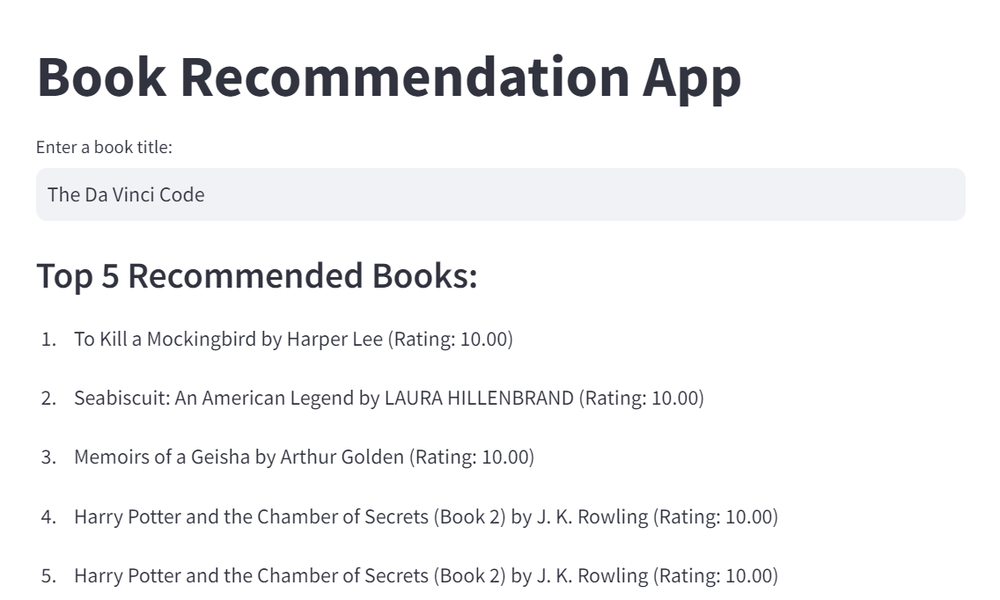 Book Recommendation App
Enter a book title:
The Da Vinci Code
Top 5 Recommended Books:
1. To Kill a Mockingbird by Harper Lee (Rating: 10.00)
2. Seabiscuit: An American Legend by LAURA HILLENBRAND (Rating: 10.00)
3. Memoirs of a Geisha by Arthur Golden (Rating: 10.00)
4. Harry Potter and the Chamber of Secrets (Book 2) by J. K. Rowling (Rating: 10.00)
5. Harry Potter and the Chamber of Secrets (Book 2) by J. K. Rowling (Rating: 10.00)